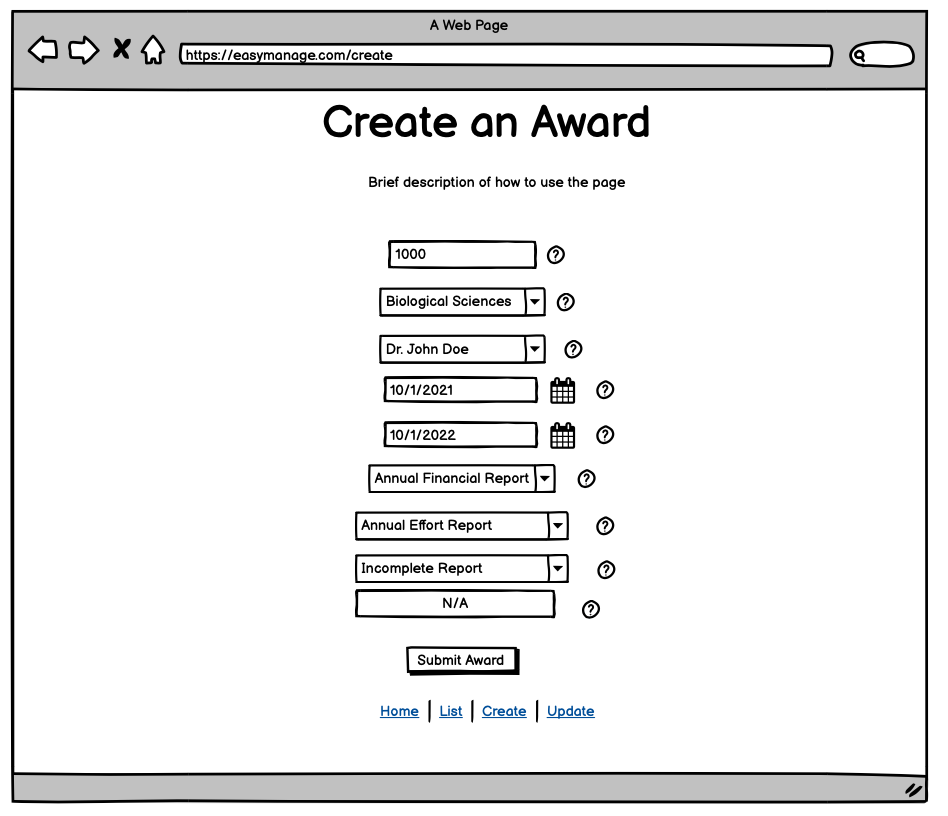 A Web Page
https://easymanage.com/create
Create an Award
Brief description of how to use the page
1000 ?
Biological Sciences ?
Dr. John Doe ?
10/1/2021 ?
10/1/2022 ?
Annual Financial Report ?
Annual Effort Report ?
Incomplete Report ?
N/A ?
Submit Award
Home | List | Create | Update